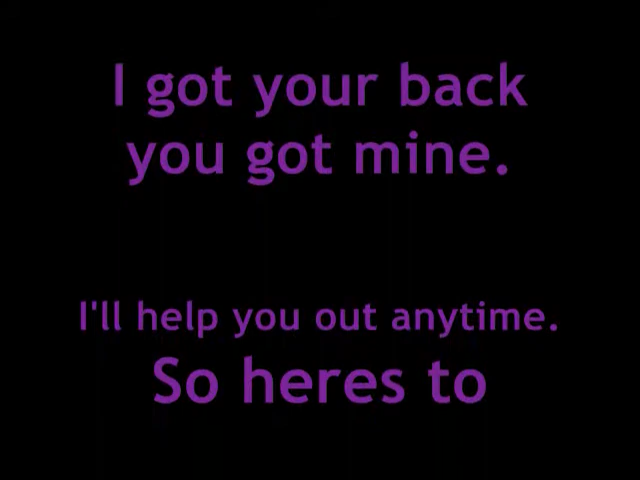 I got your back
you got mine.
I'll help you out anytime.
So heres to